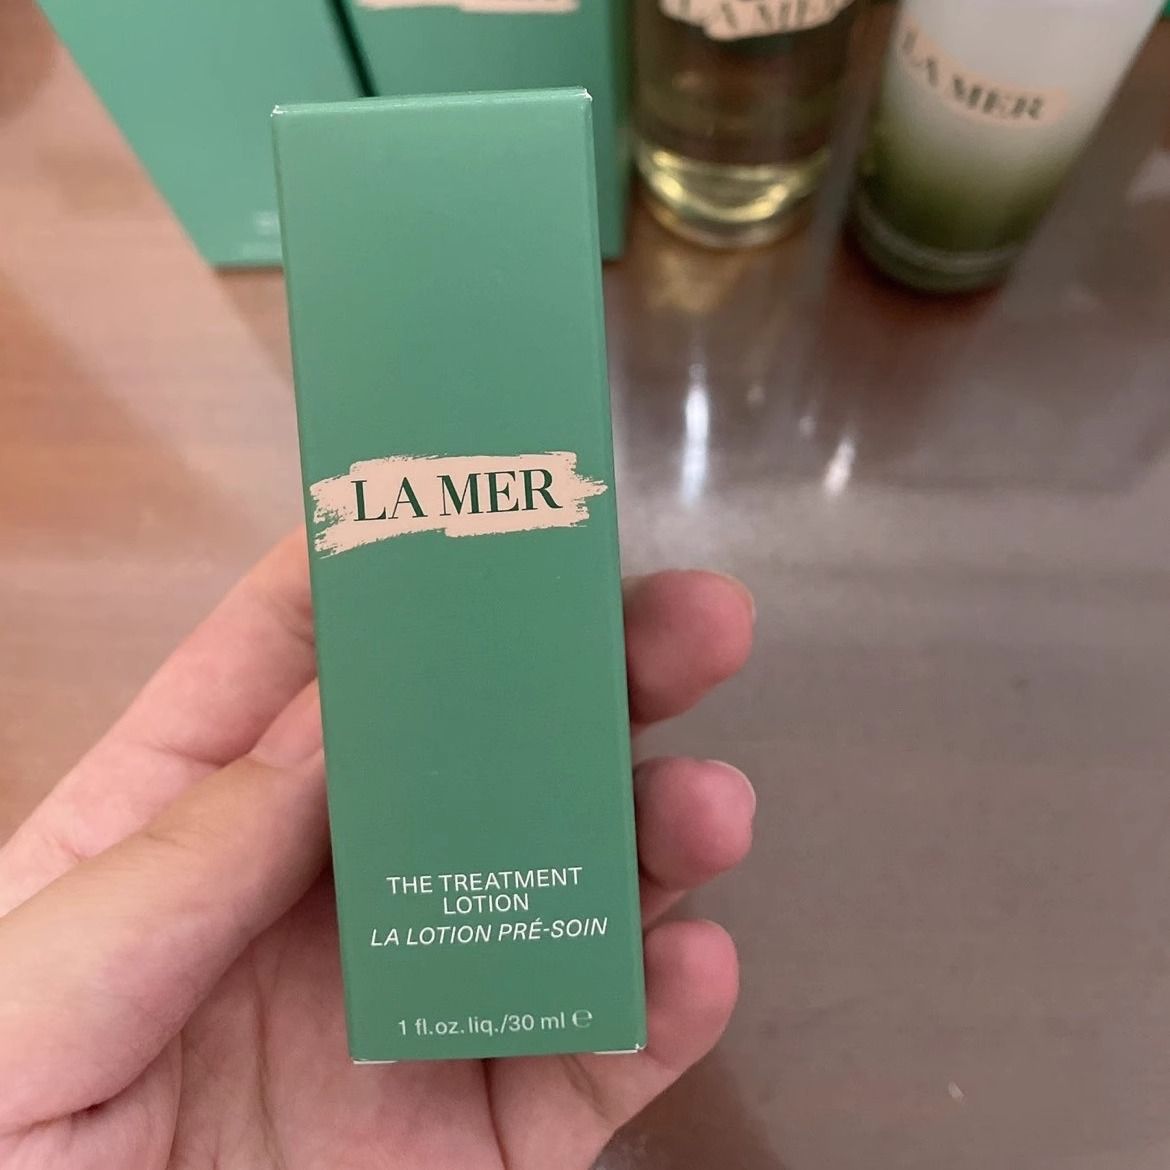 LA MER
LA MER
LA MER
THE TREATMENT
LOTION
LA LOTION PRÉ-SOIN
1 fl.oz.liq./30 ml ℮